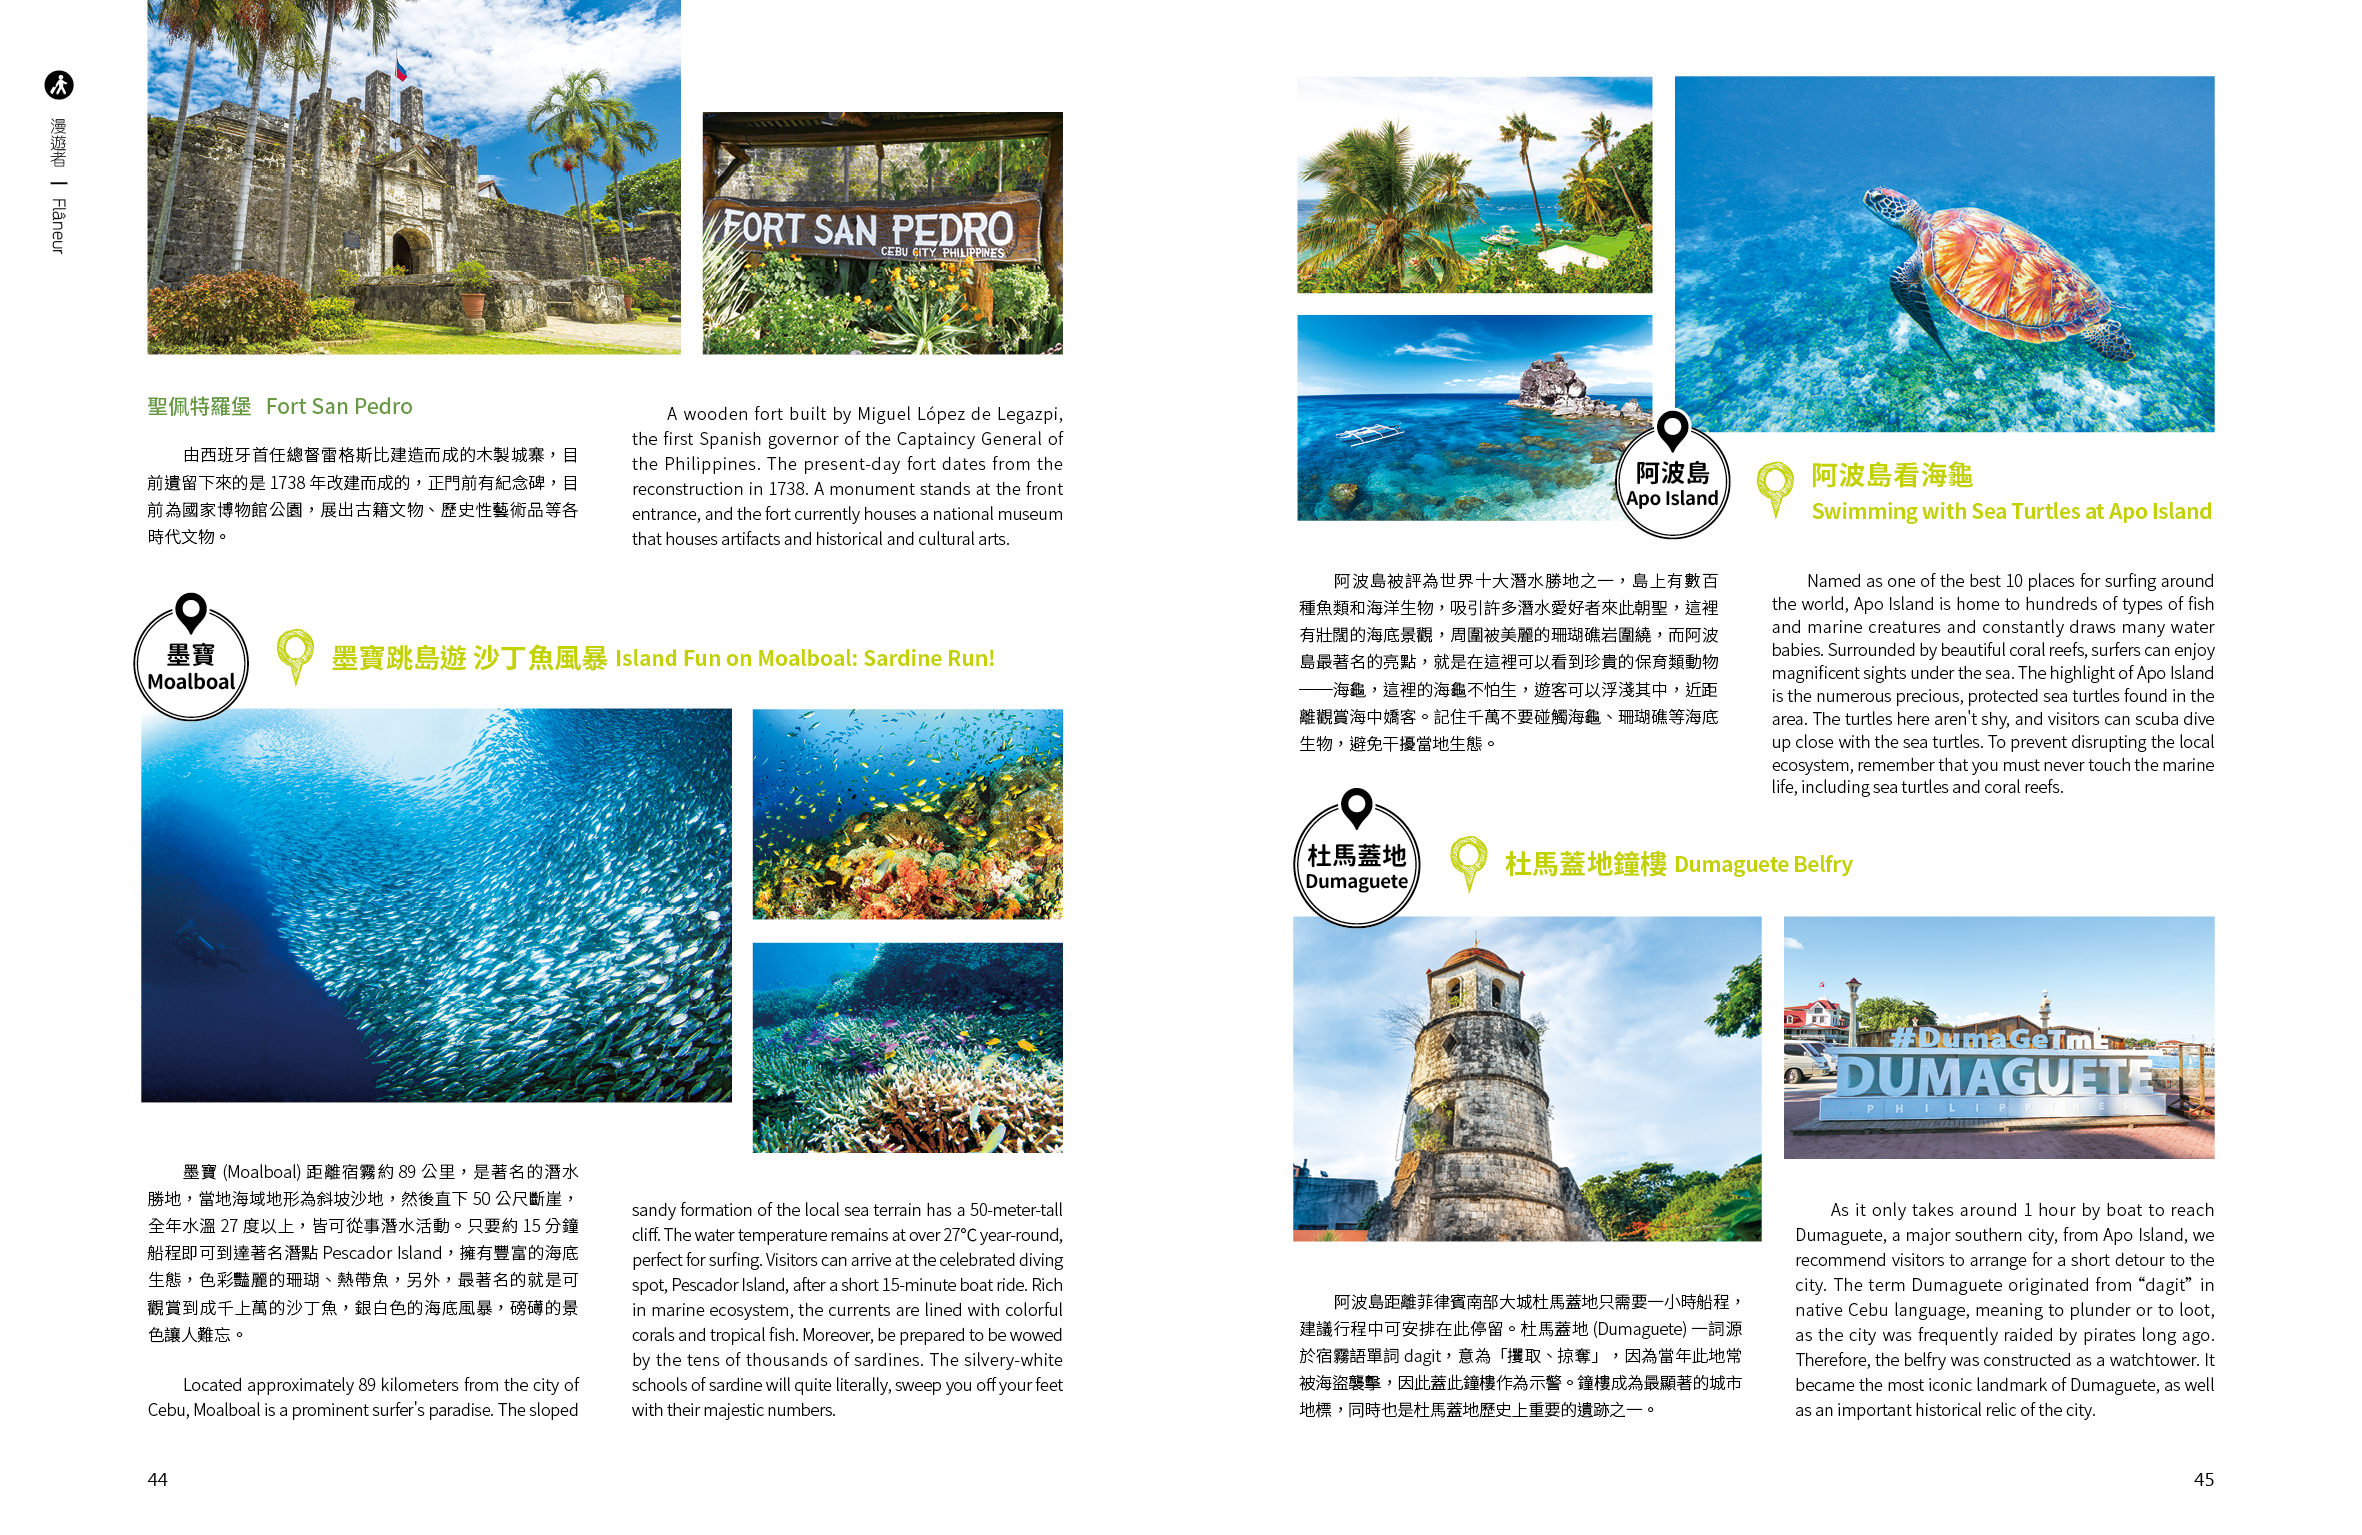 漫遊者 | Flâneur
FORT SAN PEDRO
CEBU CITY PHILIPPINES
聖佩特羅堡 Fort San Pedro
由西班牙首任總督雷格斯比建造而成的木製城寨，目
前遺留下來的是 1738 年改建而成的，正門前有紀念碑，目
前為國家博物館公園，展出古籍文物、歷史性藝術品等各
時代文物。
A wooden fort built by Miguel López de Legazpi,
the first Spanish governor of the Captaincy General of
the Philippines. The present-day fort dates from the
reconstruction in 1738. A monument stands at the front
entrance, and the fort currently houses a national museum
that houses artifacts and historical and cultural arts.
墨寶
Moalboal
墨寶跳島遊 沙丁魚風暴 Island Fun on Moalboal: Sardine Run!
墨寶 (Moalboal) 距離宿霧約 89 公里，是著名的潛水
勝地，當地海域地形為斜坡沙地，然後直下 50 公尺斷崖，
全年水溫 27 度以上，皆可從事潛水活動。只要約 15 分鐘
船程即可到達著名潛點 Pescador Island，擁有豐富的海底
生態，色彩豔麗的珊瑚、熱帶魚，另外，最著名的就是可
觀賞到成千上萬的沙丁魚，銀白色的海底風暴，磅礡的景
色讓人難忘。
Located approximately 89 kilometers from the city of
Cebu, Moalboal is a prominent surfer's paradise. The sloped
sandy formation of the local sea terrain has a 50-meter-tall
cliff. The water temperature remains at over 27°C year-round,
perfect for surfing. Visitors can arrive at the celebrated diving
spot, Pescador Island, after a short 15-minute boat ride. Rich
in marine ecosystem, the currents are lined with colorful
corals and tropical fish. Moreover, be prepared to be wowed
by the tens of thousands of sardines. The silvery-white
schools of sardine will quite literally, sweep you off your feet
with their majestic numbers.
44
阿波島
Apo Island
阿波島看海龜
Swimming with Sea Turtles at Apo Island
阿波島被評為世界十大潛水勝地之一，島上有數百
種魚類和海洋生物，吸引許多潛水愛好者來此朝聖，這裡
有壯闊的海底景觀，周圍被美麗的珊瑚礁岩圍繞，而阿波
島最著名的亮點，就是在這裡可以看到珍貴的保育類動物
——海龜，這裡的海龜不怕生，遊客可以浮淺其中，近距
離觀賞海中嬌客。記住千萬不要碰觸海龜、珊瑚礁等海底
生物，避免干擾當地生態。
Named as one of the best 10 places for surfing around
the world, Apo Island is home to hundreds of types of fish
and marine creatures and constantly draws many water
babies. Surrounded by beautiful coral reefs, surfers can enjoy
magnificent sights under the sea. The highlight of Apo Island
is the numerous precious, protected sea turtles found in the
area. The turtles here aren't shy, and visitors can scuba dive
up close with the sea turtles. To prevent disrupting the local
ecosystem, remember that you must never touch the marine
life, including sea turtles and coral reefs.
杜馬蓋地
Dumaguete
杜馬蓋地鐘樓 Dumaguete Belfry
#DumaGeTmE
DUMAGUETE
PHILIPPINES
阿波島距離菲律賓南部大城杜馬蓋地只需要一小時船程，
建議行程中可安排在此停留。杜馬蓋地 (Dumaguete) 一詞源
於宿霧語單詞 dagit，意為「攫取、掠奪」，因為當年此地常
被海盜襲擊，因此蓋此鐘樓作為示警。鐘樓成為最顯著的城市
地標，同時也是杜馬蓋地歷史上重要的遺跡之一。
As it only takes around 1 hour by boat to reach
Dumaguete, a major southern city, from Apo Island, we
recommend visitors to arrange for a short detour to the
city. The term Dumaguete originated from “dagit” in
native Cebu language, meaning to plunder or to loot,
as the city was frequently raided by pirates long ago.
Therefore, the belfry was constructed as a watchtower. It
became the most iconic landmark of Dumaguete, as well
as an important historical relic of the city.
45